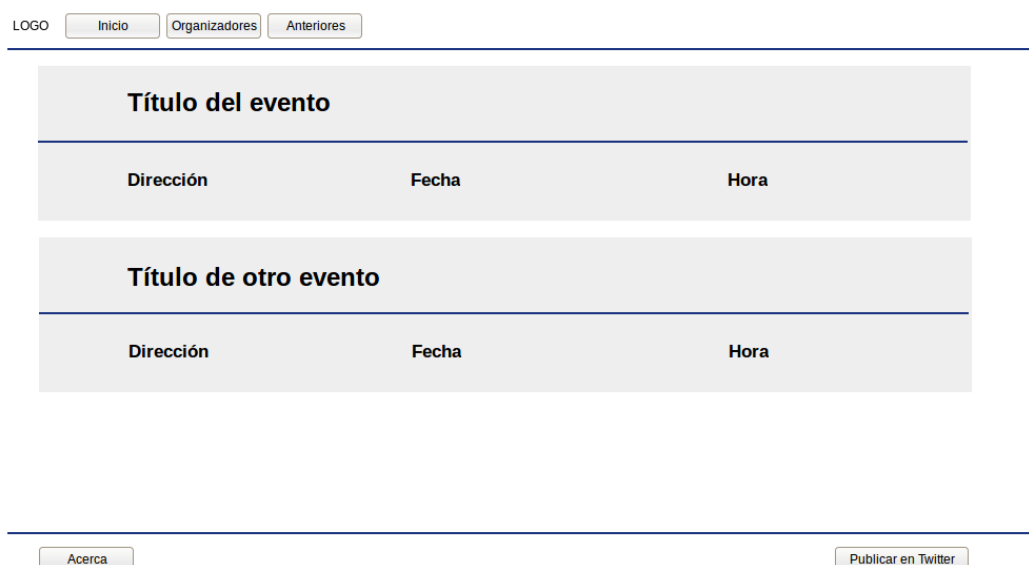 LOGO Inicio Organizadores Anteriores
Título del evento
Dirección Fecha Hora
Título de otro evento
Dirección Fecha Hora
Acerca Publicar en Twitter